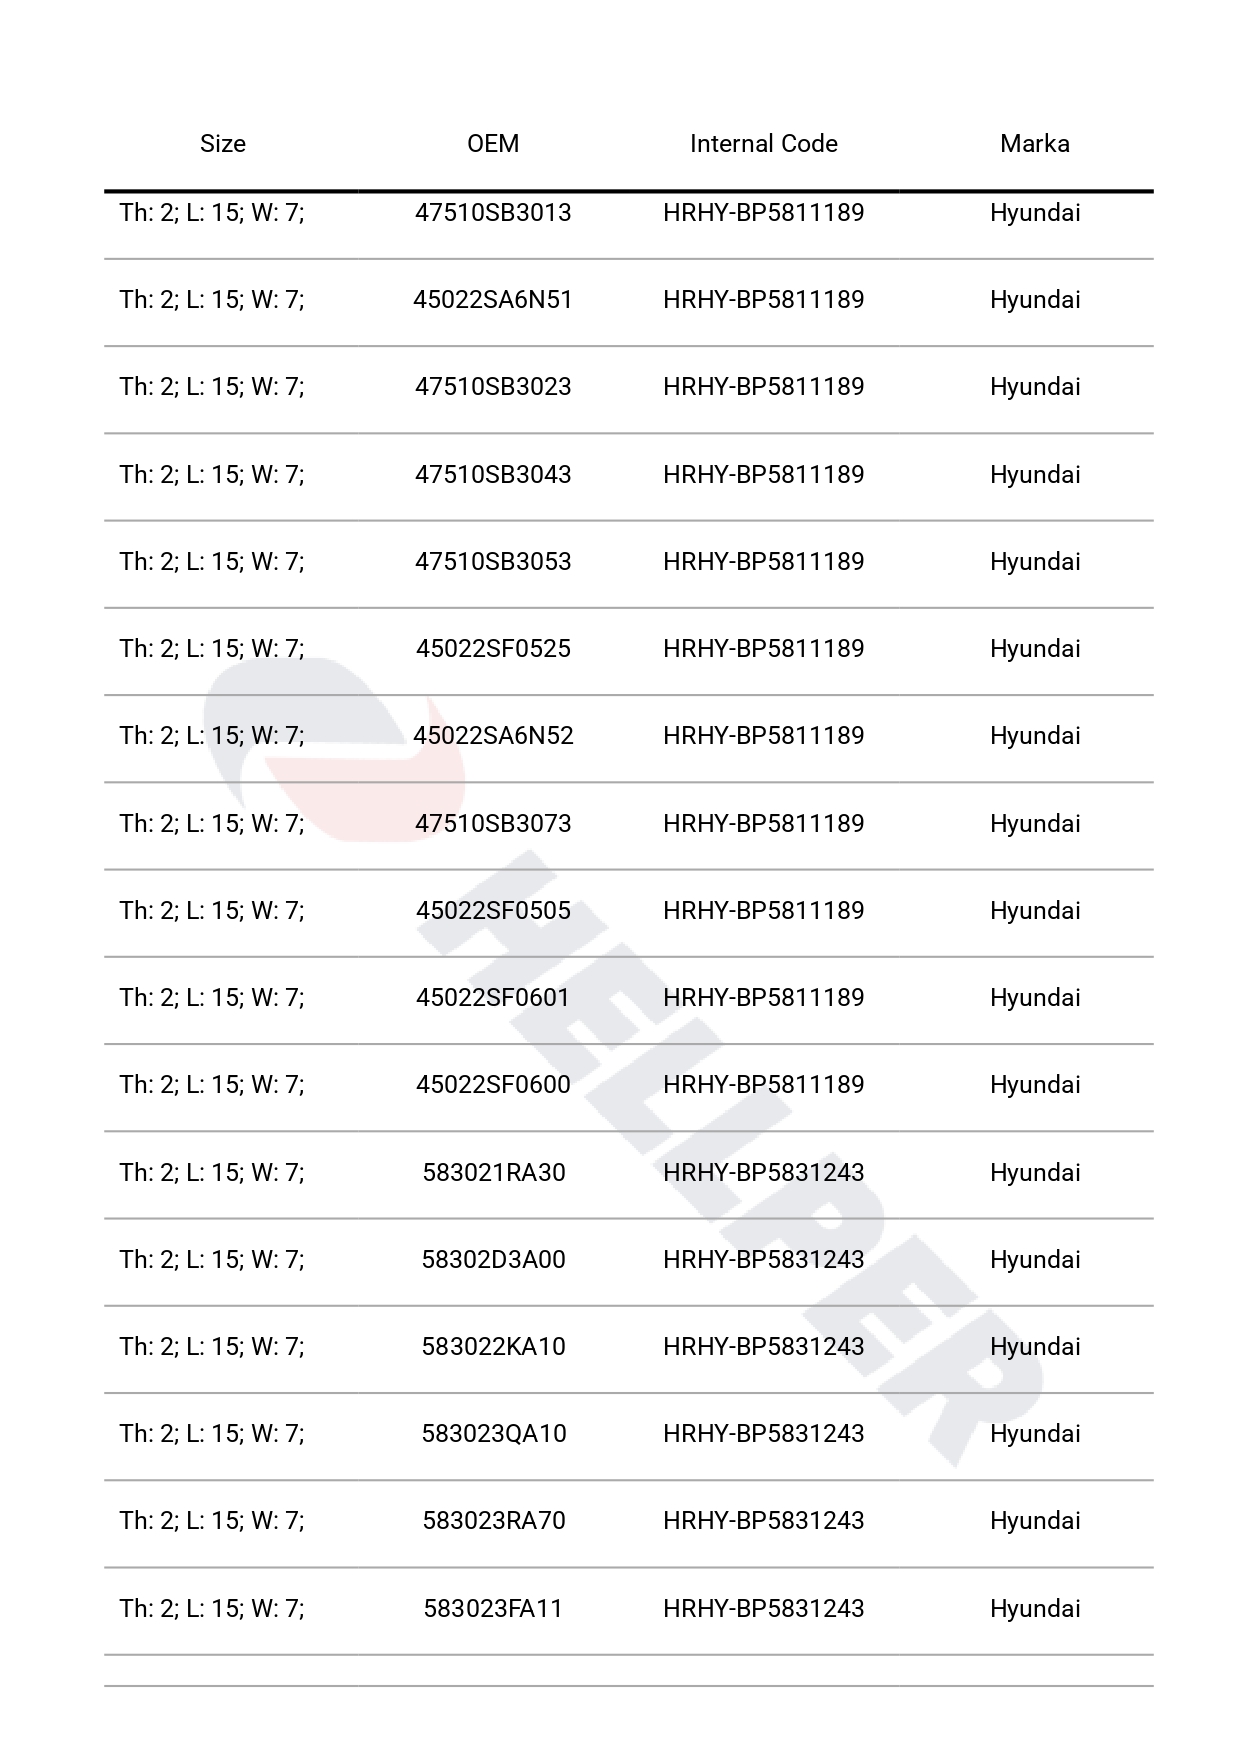 Size OEM Internal Code Marka
Th: 2; L: 15; W: 7; 47510SB3013 HRHY-BP5811189 Hyundai
Th: 2; L: 15; W: 7; 45022SA6N51 HRHY-BP5811189 Hyundai
Th: 2; L: 15; W: 7; 47510SB3023 HRHY-BP5811189 Hyundai
Th: 2; L: 15; W: 7; 47510SB3043 HRHY-BP5811189 Hyundai
Th: 2; L: 15; W: 7; 47510SB3053 HRHY-BP5811189 Hyundai
Th: 2; L: 15; W: 7; 45022SF0525 HRHY-BP5811189 Hyundai
Th: 2; L: 15; W: 7; 45022SA6N52 HRHY-BP5811189 Hyundai
Th: 2; L: 15; W: 7; 47510SB3073 HRHY-BP5811189 Hyundai
Th: 2; L: 15; W: 7; 45022SF0505 HRHY-BP5811189 Hyundai
Th: 2; L: 15; W: 7; 45022SF0601 HRHY-BP5811189 Hyundai
Th: 2; L: 15; W: 7; 45022SF0600 HRHY-BP5811189 Hyundai
Th: 2; L: 15; W: 7; 583021RA30 HRHY-BP5831243 Hyundai
Th: 2; L: 15; W: 7; 58302D3A00 HRHY-BP5831243 Hyundai
Th: 2; L: 15; W: 7; 583022KA10 HRHY-BP5831243 Hyundai
Th: 2; L: 15; W: 7; 583023QA10 HRHY-BP5831243 Hyundai
Th: 2; L: 15; W: 7; 583023RA70 HRHY-BP5831243 Hyundai
Th: 2; L: 15; W: 7; 583023FA11 HRHY-BP5831243 Hyundai
HELLPER